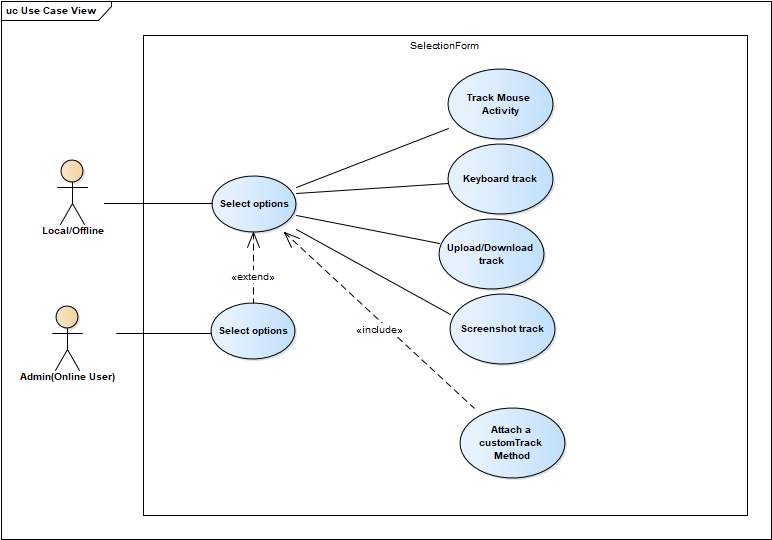 uc Use Case View
SelectionForm
Track Mouse
Activity
Keyboard track
Select options
Local/Offline
Upload/Download
track
«extend»
Screenshot track
Select options
«include»
Admin(Online User)
Attach a
customTrack
Method